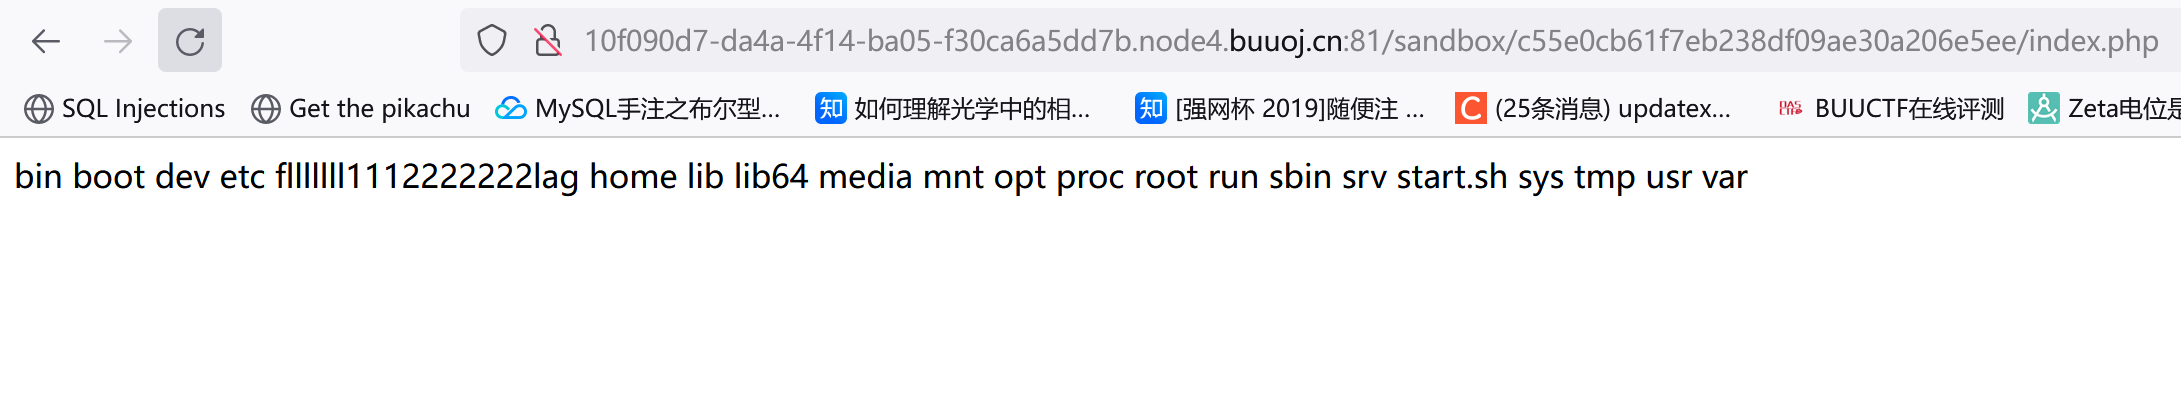 10f090d7-da4a-4f14-ba05-f30ca6a5dd7b.node4.buuoj.cn:81/sandbox/c55e0cb61f7eb238df09ae30a206e5ee/index.php
SQL Injections Get the pikachu MySQL手注之布尔型... 知 如何理解光学中的相... 知 [强网杯 2019]随便注 ... C (25条消息) updatex... BUUCTF在线评测 Zeta电位是
bin boot dev etc flllllll1112222222lag home lib lib64 media mnt opt proc root run sbin srv start.sh sys tmp usr var